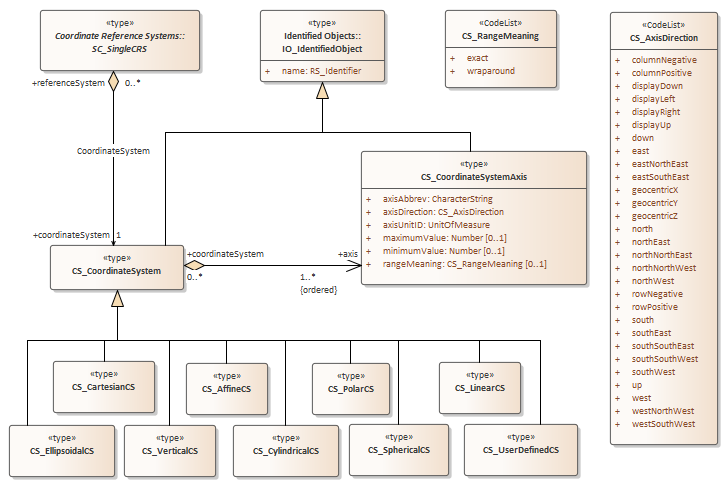 «type»
Coordinate Reference Systems::
SC_SingleCRS
«type»
Identified Objects::
IO_IdentifiedObject
+ name: RS_Identifier
«CodeList»
CS_RangeMeaning
+ exact
+ wraparound
«CodeList»
CS_AxisDirection
+ columnNegative
+ columnPositive
+ displayDown
+ displayLeft
+ displayRight
+ displayUp
+ down
+ east
+ eastNorthEast
+ eastSouthEast
+ geocentricX
+ geocentricY
+ geocentricZ
+ north
+ northEast
+ northNorthEast
+ northNorthWest
+ northWest
+ rowNegative
+ rowPositive
+ south
+ southEast
+ southSouthEast
+ southSouthWest
+ southWest
+ up
+ west
+ westNorthWest
+ westSouthWest
+referenceSystem 0..*
CoordinateSystem
+coordinateSystem 1
«type»
CS_CoordinateSystemAxis
+ axisAbbrev: CharacterString
+ axisDirection: CS_AxisDirection
+ axisUnitID: UnitOfMeasure
+ maximumValue: Number [0..1]
+ minimumValue: Number [0..1]
+ rangeMeaning: CS_RangeMeaning [0..1]
«type»
CS_CoordinateSystem
+coordinateSystem +axis
0..* 1..*
{ordered}
«type»
CS_CartesianCS
«type»
CS_AffineCS
«type»
CS_PolarCS
«type»
CS_LinearCS
«type»
CS_EllipsoidalCS
«type»
CS_VerticalCS
«type»
CS_CylindricalCS
«type»
CS_SphericalCS
«type»
CS_UserDefinedCS